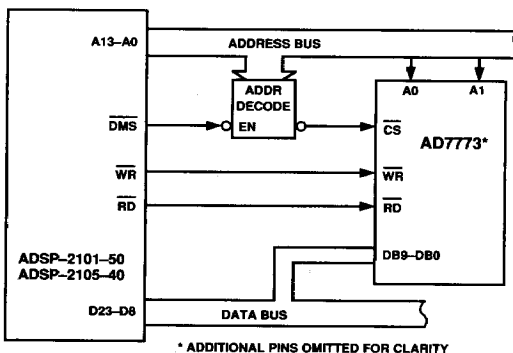 A13–A0
ADDRESS BUS
ADDR
DECODE
EN
A0
A1
DMS
CS
AD7773*
WR
WR
RD
RD
DB9–DB0
ADSP–2101–50
ADSP–2105–40
D23–D8
DATA BUS
* ADDITIONAL PINS OMITTED FOR CLARITY